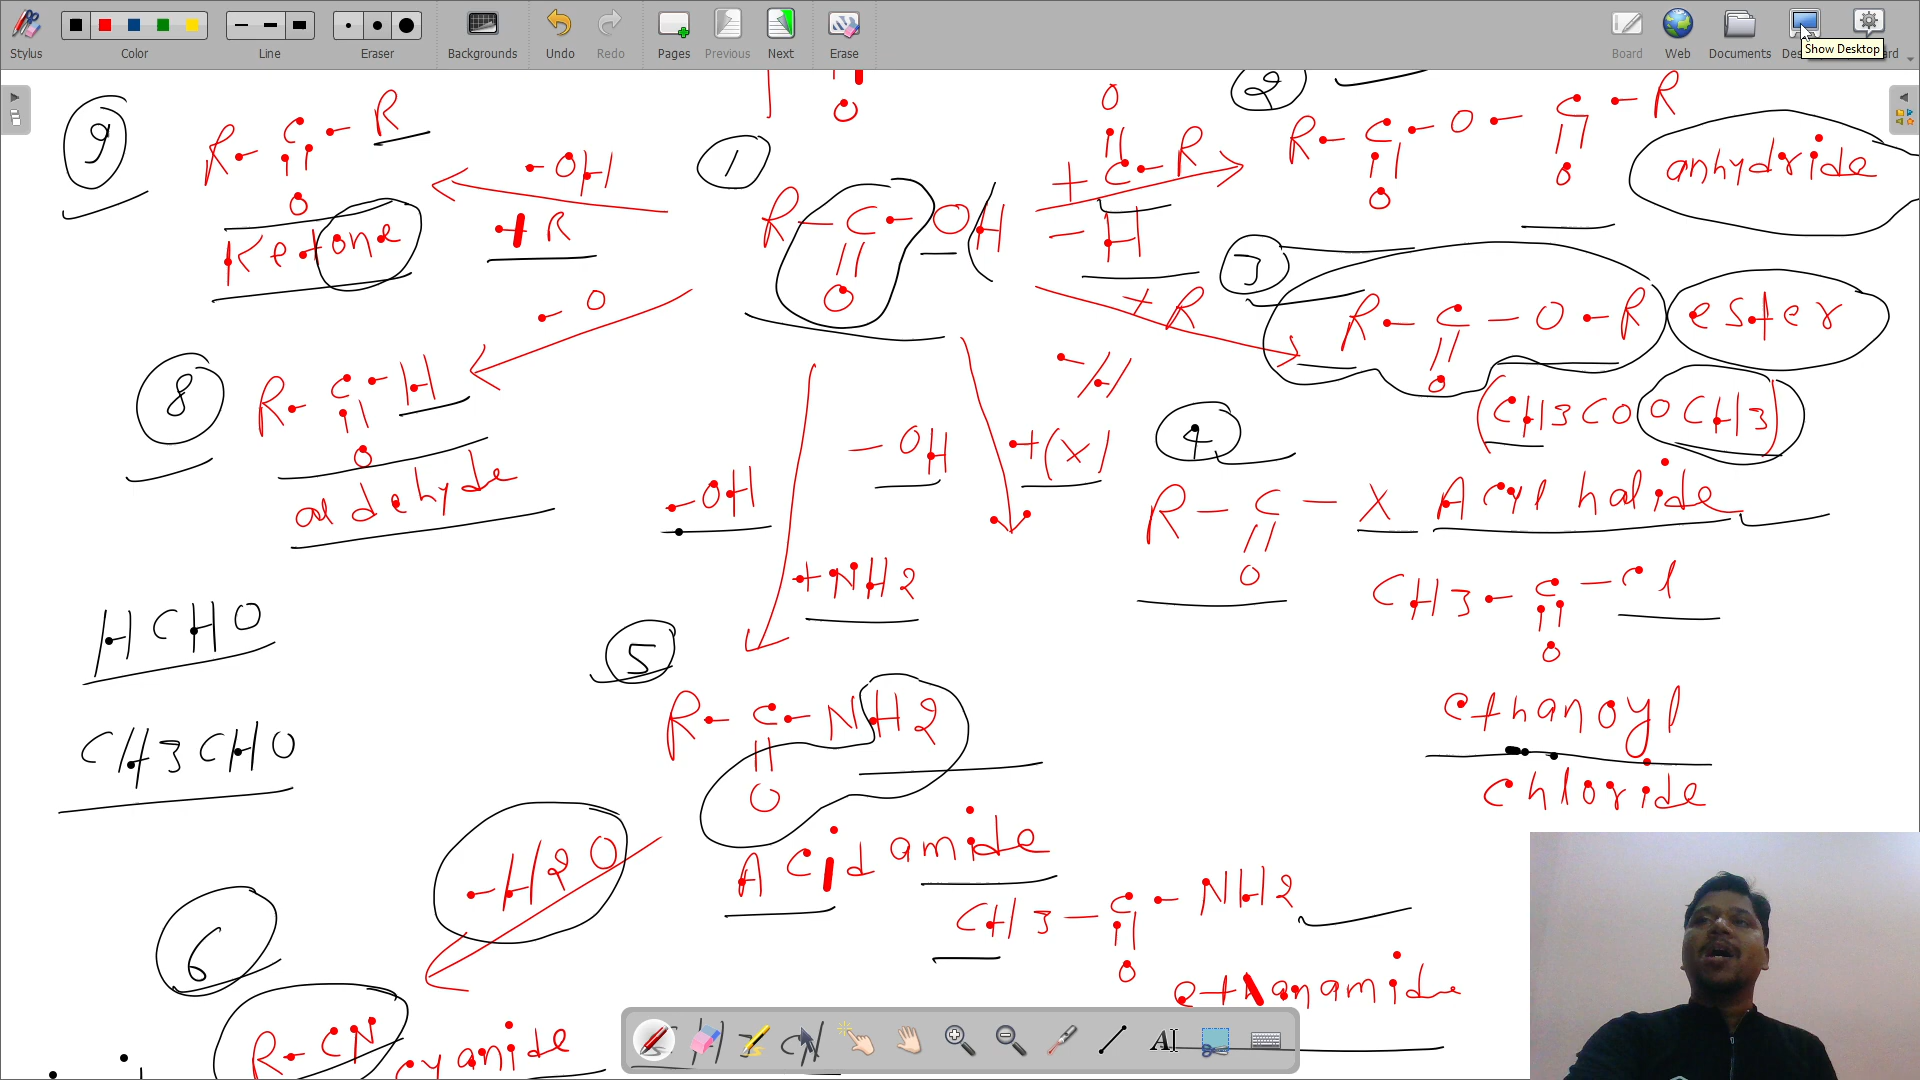 Stylus Color Line Eraser Backgrounds Undo Redo Pages Previous Next Erase Board Web Documents
Show Desktop
9
R-C-R
O
Ketone
-OH
+R
1
R-C-OH
O
O
+C-R
-H
2
R-C-O-C-R
O O
anhydride
3
+R
-H
R-C-O-R
O
ester
(CH3COOCH3)
8
R-C-H
O
aldehyde
-O
-OH
-OH
+NH2
+(X)
4
R-C-X
O
Acyl halide
CH3-C-Cl
O
ethanoyl
chloride
HCHO
CH3CHO
5
R-C-NH2
O
Acid amide
CH3-C-NH2
O
ethanamide
-H2O
6
R-CN
cyanide